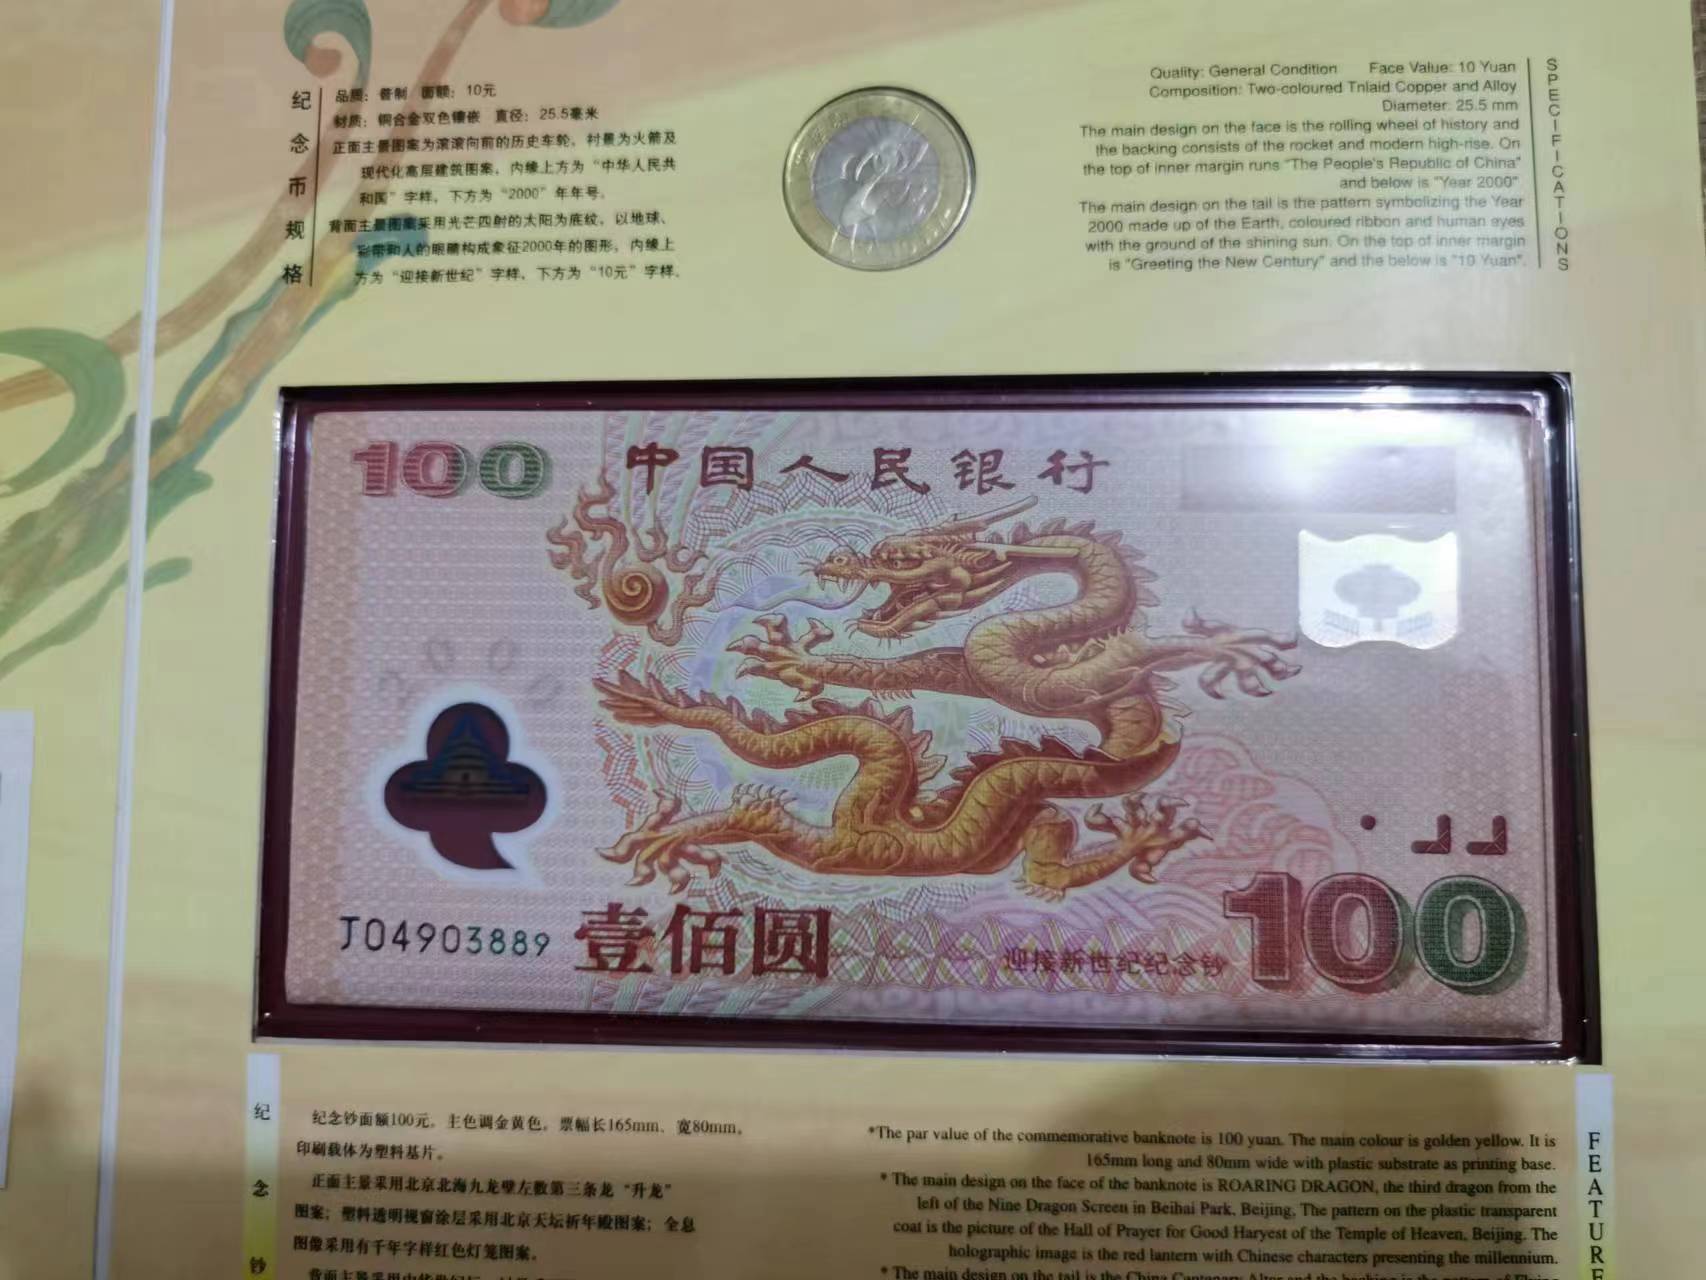 纪念币规格
品质：普制 面额：10元
材质：铜合金双色镶嵌 直径：25.5毫米
正面主景图案为滚滚向前的历史车轮，衬景为火箭及
现代化高层建筑图案，内缘上方为“中华人民共
和国”字样，下方为“2000”年年号。
背面主景图案采用光芒四射的太阳为底纹，以地球、
彩带和人的眼睛构成象征2000年的图形，内缘上
方为“迎接新世纪”字样，下方为“10元”字样。
Quality: General Condition Face Value: 10 Yuan
Composition: Two-coloured Tnlaid Copper and Alloy
Diameter: 25.5 mm
The main design on the face is the rolling wheel of history and
the backing consists of the rocket and modern high-rise. On
the top of inner margin runs "The People's Republic of China"
and below is "Year 2000".
The main design on the tail is the pattern symbolizing the Year
2000 made up of the Earth, coloured ribbon and human eyes
with the ground of the shining sun. On the top of inner margin
is "Greeting the New Century" and the below is "10 Yuan".
SPECIFICATIONS
100 中国人民银行
J04903889 壹佰圆
迎接新世纪纪念钞 100
纪念钞
纪念钞面额100元，主色调金黄色，票幅长165mm、宽80mm，
印刷载体为塑料基片。
正面主景采用北京北海九龙壁左数第三条龙“升龙”
图案；塑料透明视窗涂层采用北京天坛祈年殿图案；全息
图像采用有千年字样红色灯笼图案。
*The par value of the commemorative banknote is 100 yuan. The main colour is golden yellow. It is
165mm long and 80mm wide with plastic substrate as printing base.
* The main design on the face of the banknote is ROARING DRAGON, the third dragon from the
left of the Nine Dragon Screen in Beihai Park, Beijing. The pattern on the plastic transparent
coat is the picture of the Hall of Prayer for Good Haryest of the Temple of Heaven, Beijing. The
holographic image is the red lantern with Chinese characters presenting the millennium.
* The main design on the tail is the China Centenary Altar and the backing is the pattern of
FEATURE